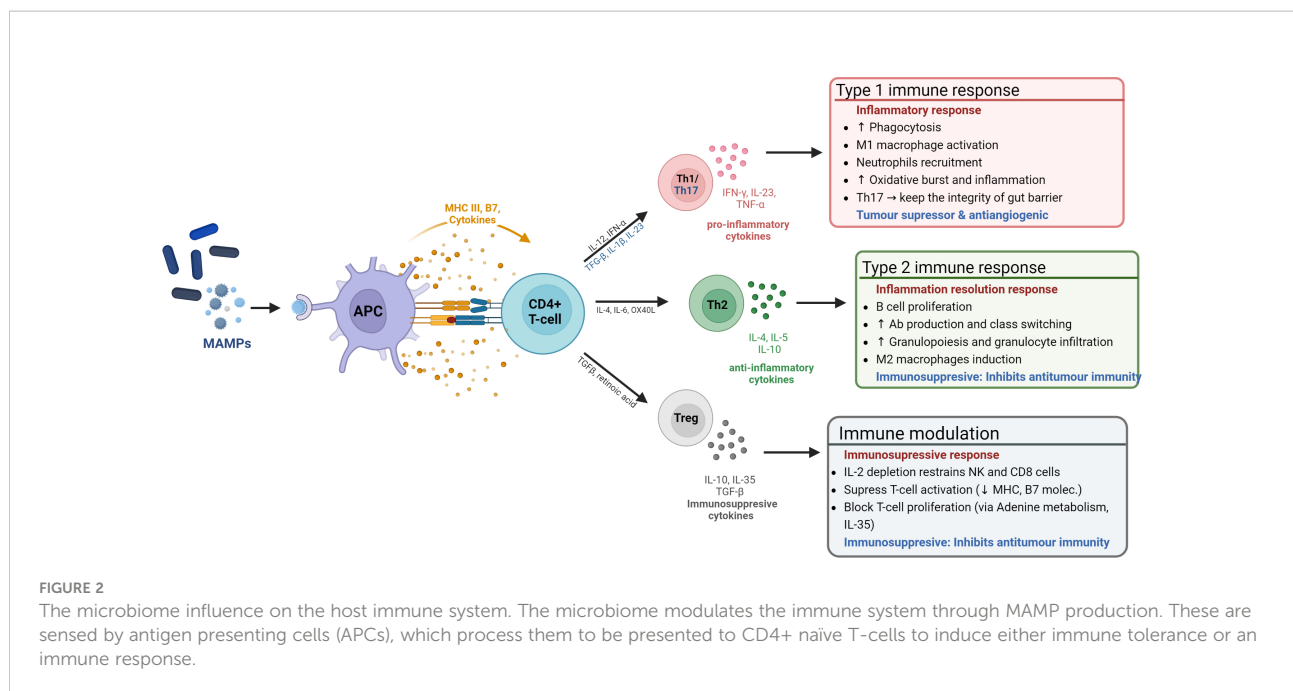 MAMPs
APC
MHC III, B7,
Cytokines
CD4+
T-cell
IL-12, IFN-α
TFG-β, IL-1β, IL-23
IL-4, IL-6, OX40L
TGFβ, retinoic acid
Th1/
Th17
IFN-γ, IL-23,
TNF-α
pro-inflammatory
cytokines
Th2
IL-4, IL-5
IL-10
anti-inflammatory
cytokines
Treg
IL-10, IL-35
TGF-β
Immunosuppresive
cytokines
Type 1 immune response
Inflammatory response
• ↑ Phagocytosis
• M1 macrophage activation
• Neutrophils recruitment
• ↑ Oxidative burst and inflammation
• Th17 → keep the integrity of gut barrier
Tumour supressor & antiangiogenic
Type 2 immune response
Inflammation resolution response
• B cell proliferation
• ↑ Ab production and class switching
• ↑ Granulopoiesis and granulocyte infiltration
• M2 macrophages induction
Immunosuppresive: Inhibits antitumour immunity
Immune modulation
Immunosupressive response
• IL-2 depletion restrains NK and CD8 cells
• Supress T-cell activation (↓ MHC, B7 molec.)
• Block T-cell proliferation (via Adenine metabolism,
IL-35)
Immunosuppresive: Inhibits antitumour immunity
FIGURE 2
The microbiome influence on the host immune system. The microbiome modulates the immune system through MAMP production. These are
sensed by antigen presenting cells (APCs), which process them to be presented to CD4+ naïve T-cells to induce either immune tolerance or an
immune response.